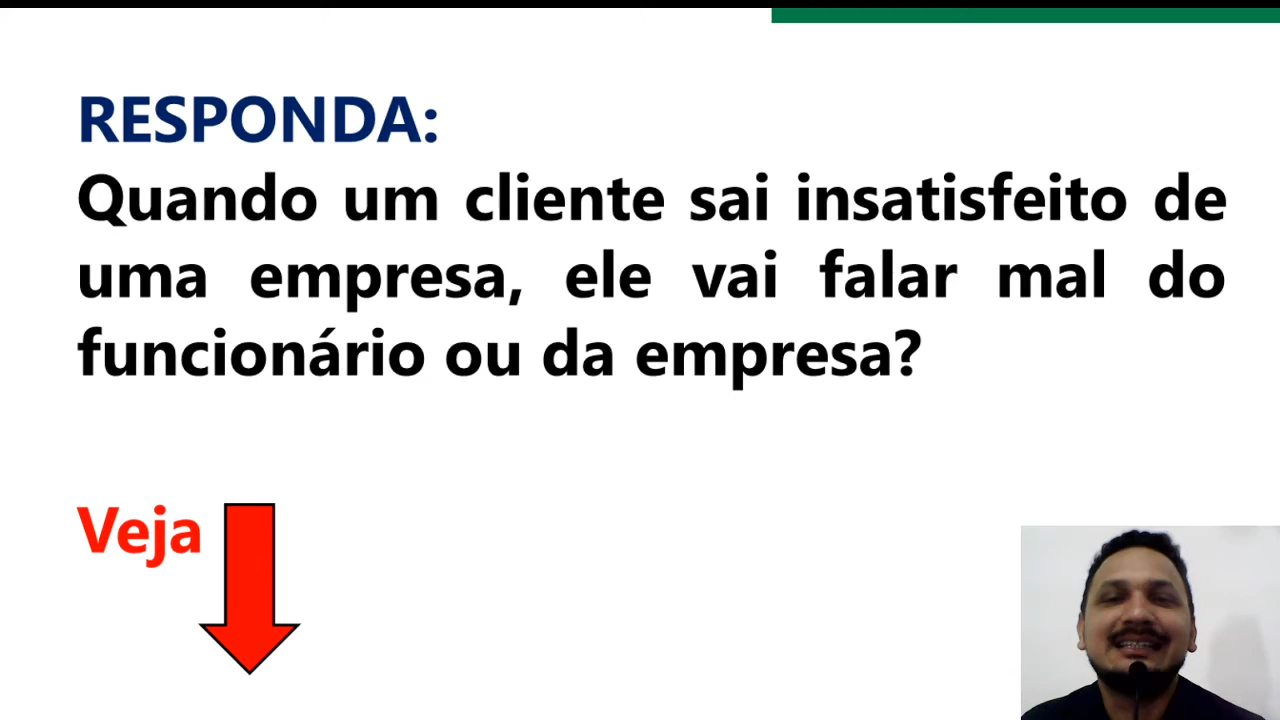 RESPONDA:
Quando um cliente sai insatisfeito de
uma empresa, ele vai falar mal do
funcionário ou da empresa?
Veja